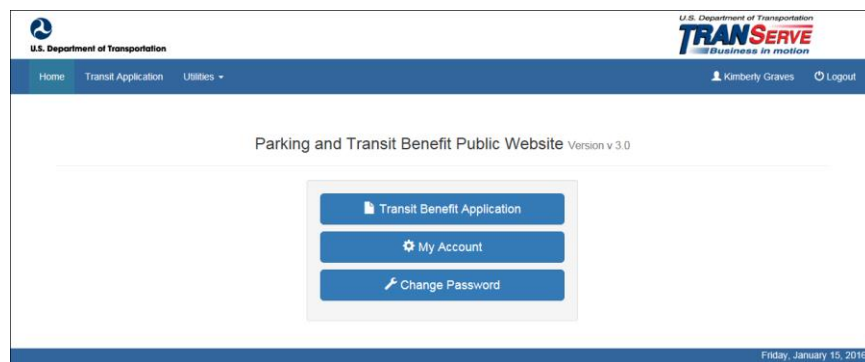 U.S. Department of Transportation
U.S. Department of Transportation
TRANSERVE
Business in motion
Home Transit Application Utilities Kimberly Graves Logout
Parking and Transit Benefit Public Website Version v 3.0
Transit Benefit Application
My Account
Change Password
Friday, January 15, 2016